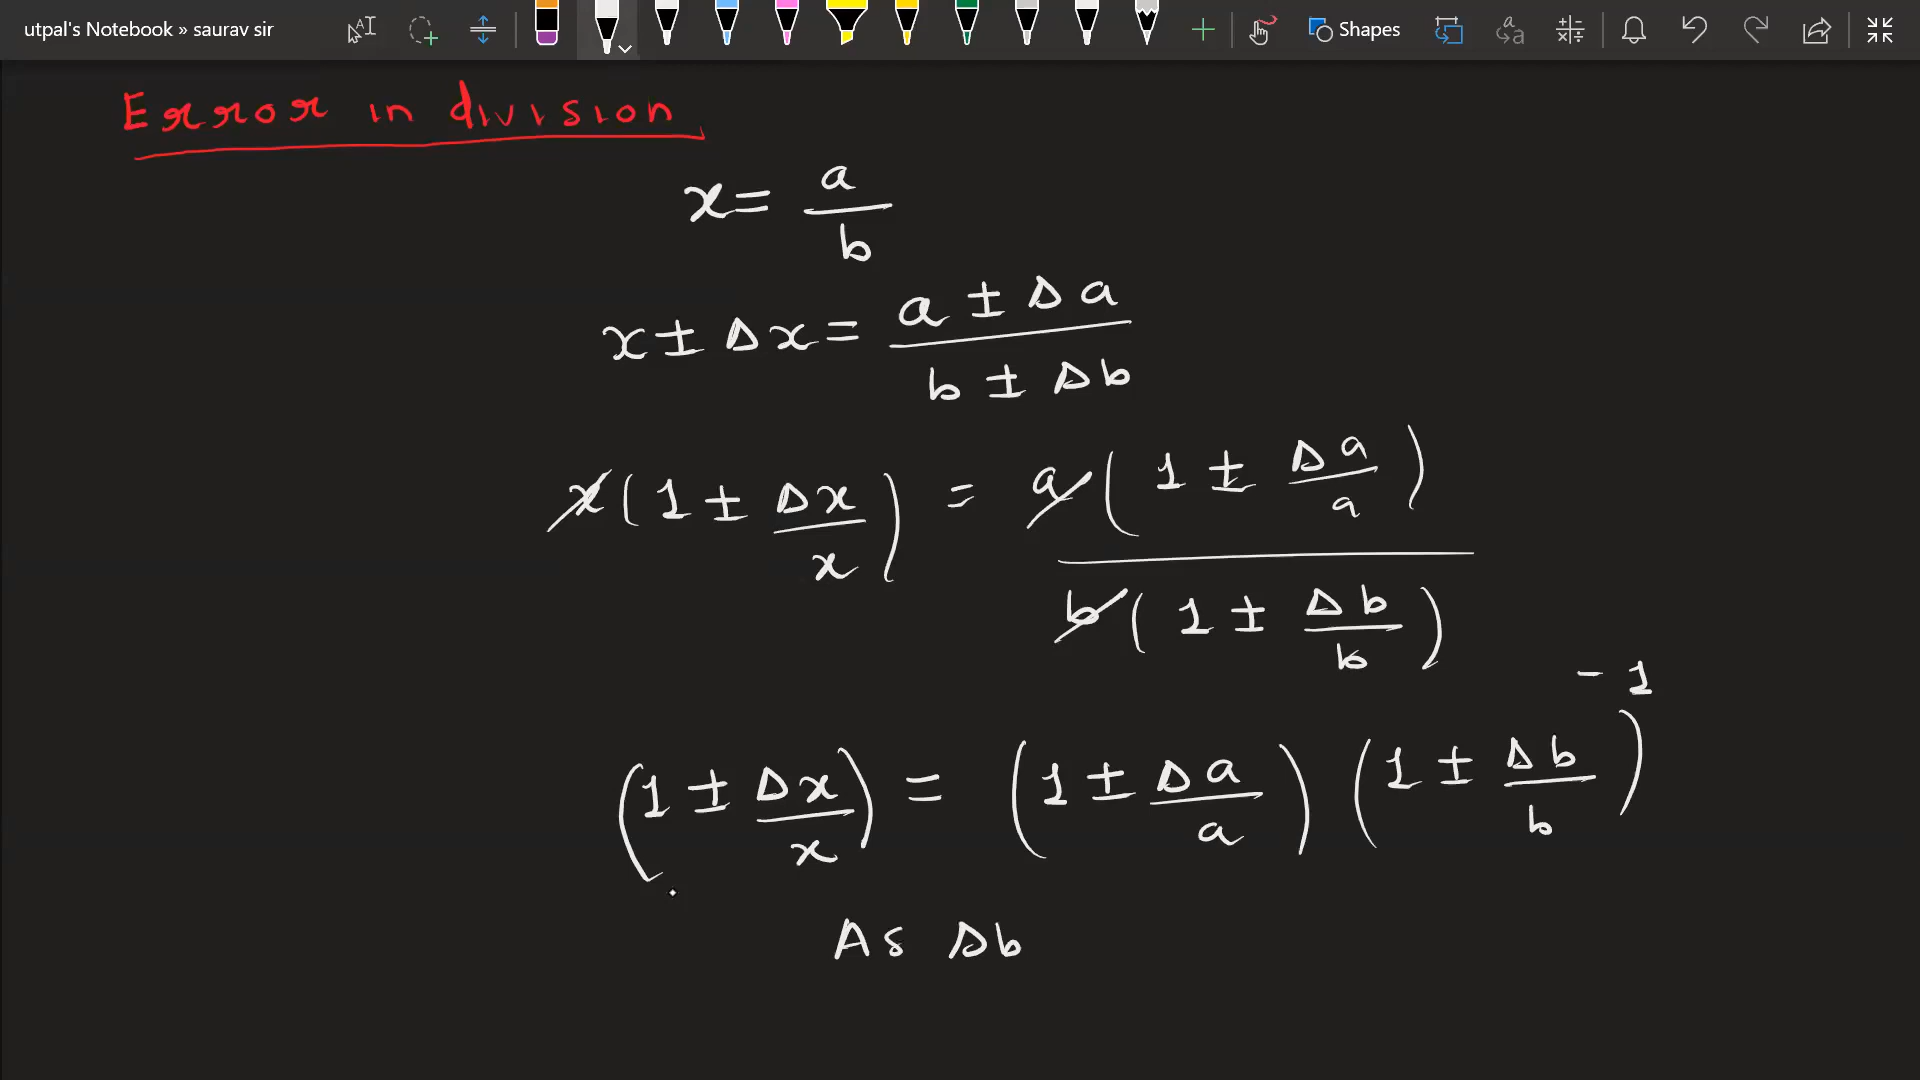 utpal's Notebook » saurav sir
Shapes
Error in division
x = a/b
x ± Δx = (a ± Δa)/(b ± Δb)
x(1 ± Δx/x) = a(1 ± Δa/a) / b(1 ± Δb/b)
(1 ± Δx/x) = (1 ± Δa/a)(1 ± Δb/b)^-1
As Δb